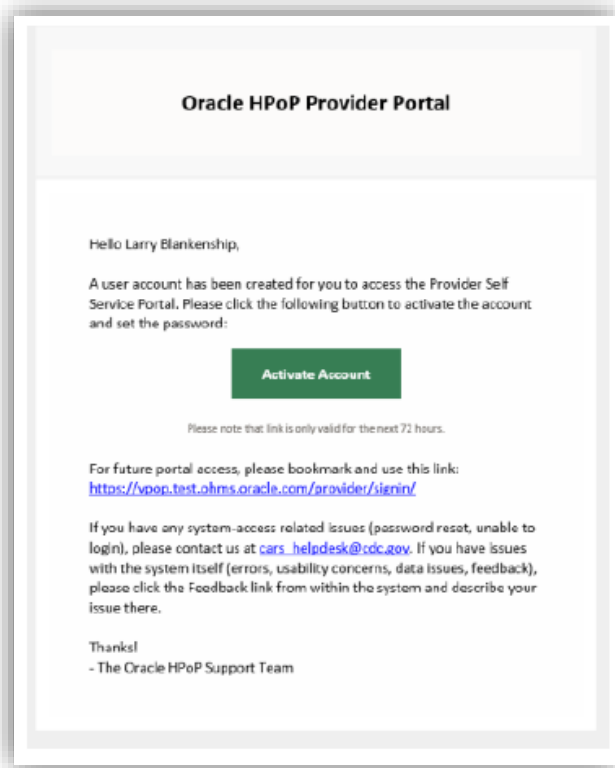 Oracle HPoP Provider Portal
Hello Larry Blankenship,
A user account has been created for you to access the Provider Self
Service Portal. Please click the following button to activate the account
and set the password:
Activate Account
Please note that link is only valid for the next 72 hours.
For future portal access, please bookmark and use this link:
https://vpop.test.ohms.oracle.com/provider/signin/
If you have any system-access related issues (password reset, unable to
login), please contact us at cars_helpdesk@cdc.gov. If you have issues
with the system itself (errors, usability concerns, data issues, feedback),
please click the Feedback link from within the system and describe your
issue there.
Thanks!
- The Oracle HPoP Support Team